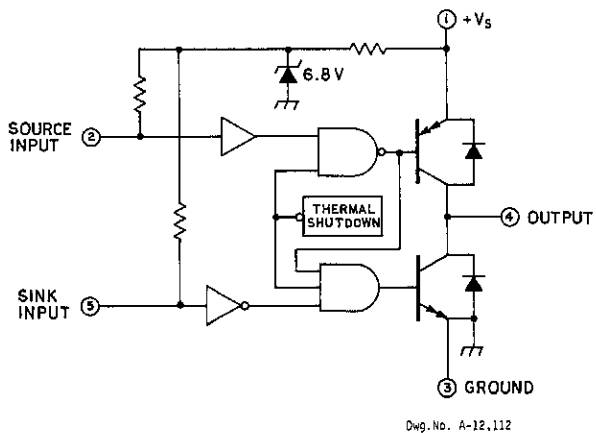 ① +Vs
6.8V
SOURCE
INPUT ②
THERMAL
SHUTDOWN
④ OUTPUT
SINK
INPUT ⑤
③ GROUND
Dwg.No. A-12,112